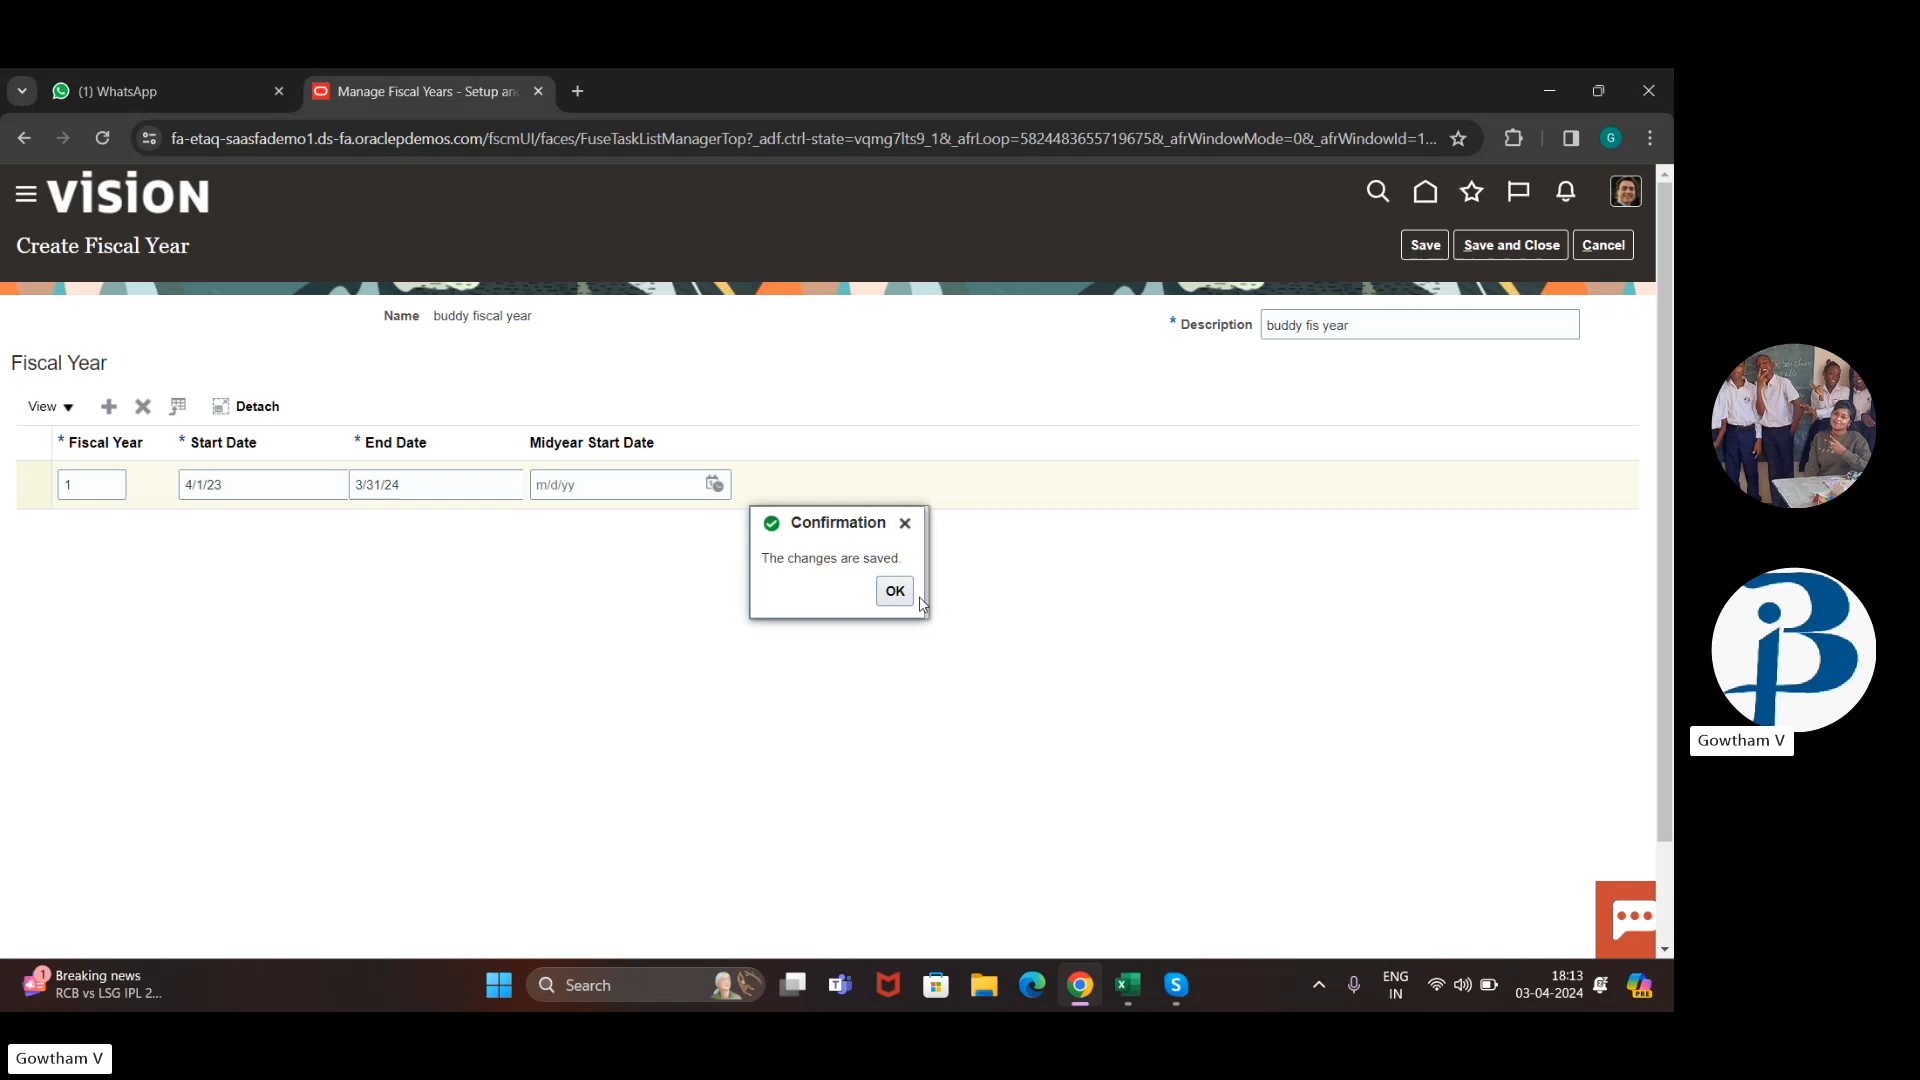 (1) WhatsApp
Manage Fiscal Years - Setup an
fa-etaq-saasfademo1.ds-fa.oraclepdemos.com/fscmUI/faces/FuseTaskListManagerTop?_adf.ctrl-state=vqmg7lts9_1&_afrLoop=5824483655719675&_afrWindowMode=0&_afrWindowId=1...
G
VISION
Create Fiscal Year
Save
Save and Close
Cancel
Name
buddy fiscal year
* Description
buddy fis year
Fiscal Year
View
Detach
* Fiscal Year
* Start Date
* End Date
Midyear Start Date
1
4/1/23
3/31/24
m/d/yy
Confirmation
The changes are saved.
OK
Gowtham V
1
Breaking news
RCB vs LSG IPL 2...
Search
ENG
IN
18:13
03-04-2024
PRE
Gowtham V